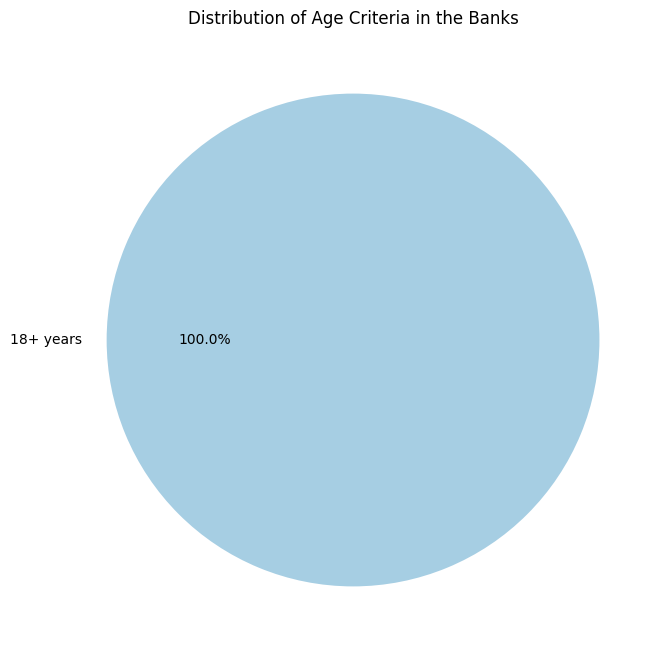 Distribution of Age Criteria in the Banks
18+ years
100.0%